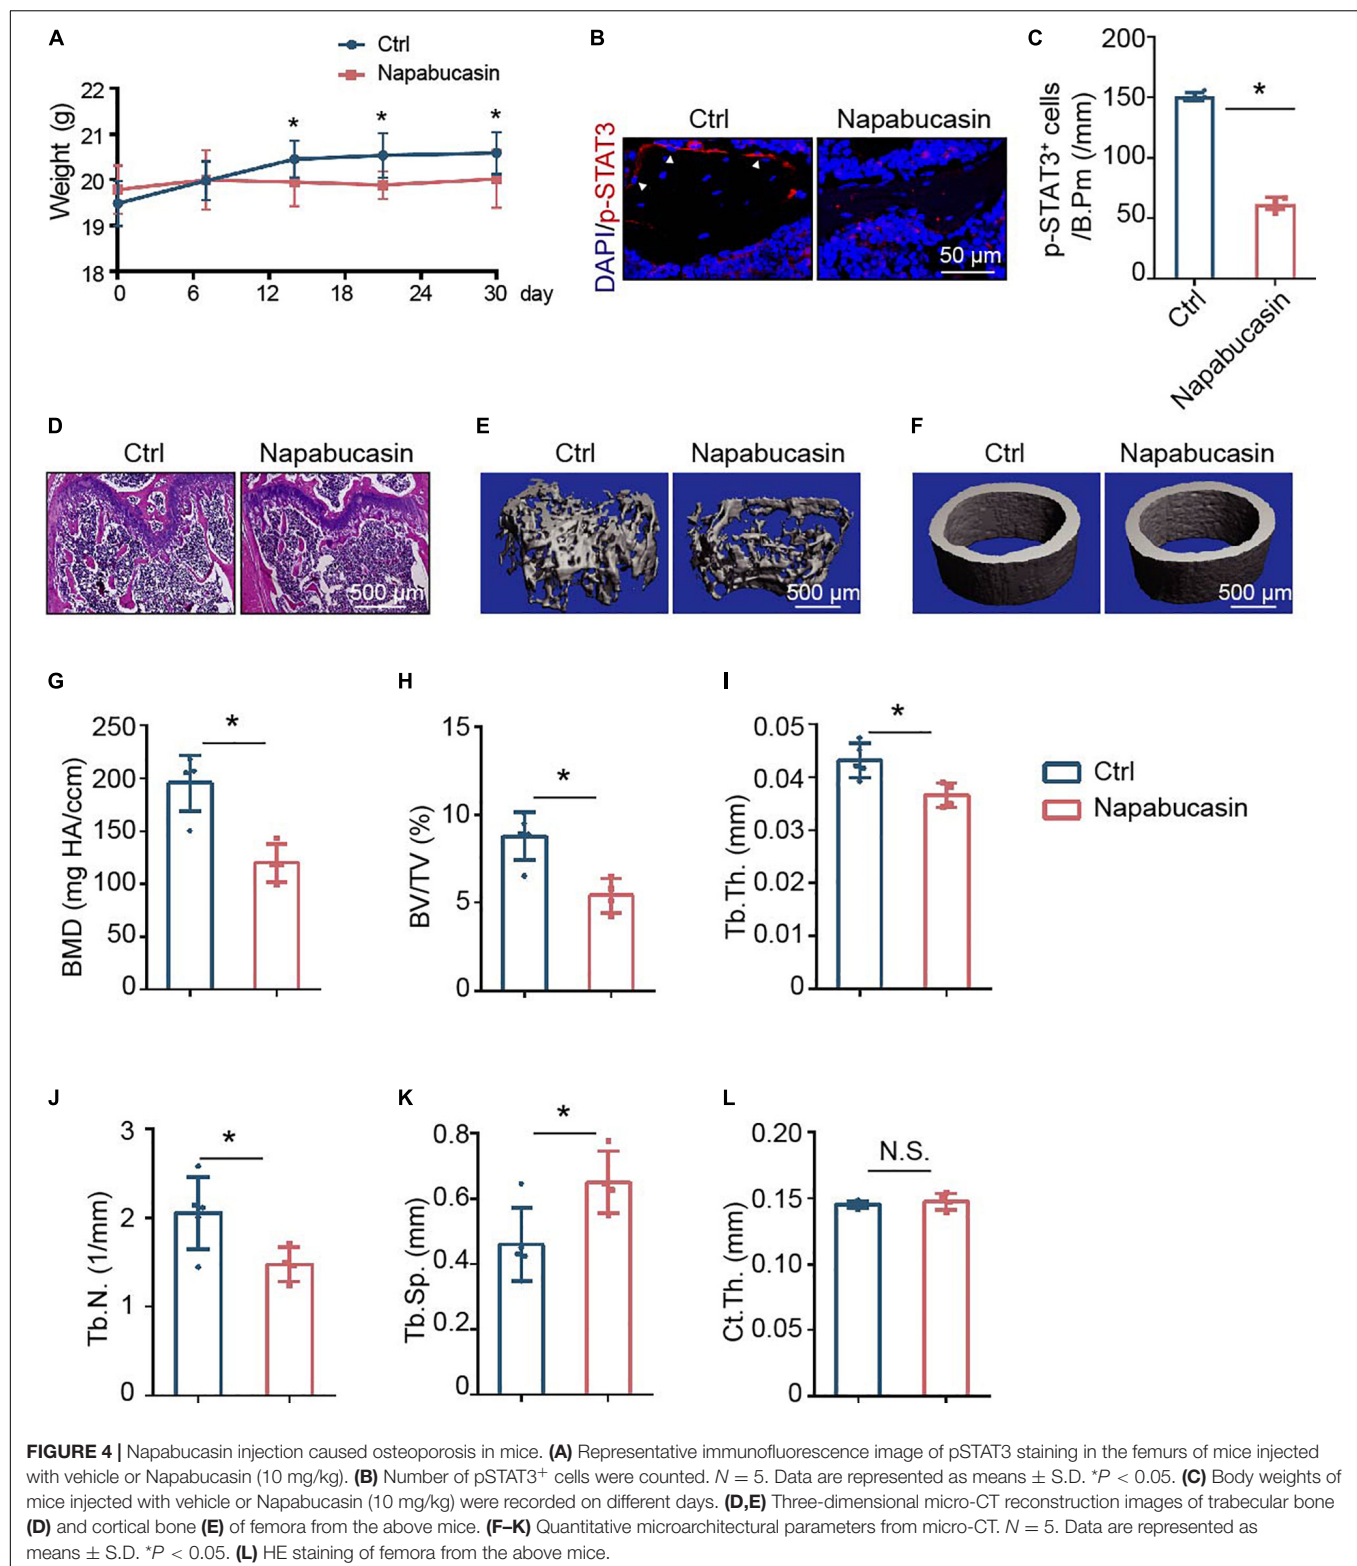 A
Ctrl
Napabucasin
Weight (g)
22
21
20
19
18
* * *
0 6 12 18 24 30 day
B
Ctrl Napabucasin
DAPI/p-STAT3
50 µm
C
p-STAT3+ cells
/B.Pm (/mm)
200
150
100
50
0
*
Ctrl
Napabucasin
D
Ctrl Napabucasin
500 µm
E
Ctrl Napabucasin
500 µm
F
Ctrl Napabucasin
500 µm
G
BMD (mg HA/ccm)
250
200
150
100
50
0
*
H
BV/TV (%)
15
10
5
0
*
I
Tb.Th. (mm)
0.05
0.04
0.03
0.02
0.01
0
*
Ctrl
Napabucasin
J
Tb.N. (1/mm)
3
2
1
0
*
K
Tb.Sp. (mm)
0.8
0.6
0.4
0.2
0
*
L
Ct.Th. (mm)
0.20
0.15
0.10
0.05
0
N.S.
FIGURE 4 | Napabucasin injection caused osteoporosis in mice. (A) Representative immunofluorescence image of pSTAT3 staining in the femurs of mice injected
with vehicle or Napabucasin (10 mg/kg). (B) Number of pSTAT3+ cells were counted. N = 5. Data are represented as means ± S.D. *P < 0.05. (C) Body weights of
mice injected with vehicle or Napabucasin (10 mg/kg) were recorded on different days. (D,E) Three-dimensional micro-CT reconstruction images of trabecular bone
(D) and cortical bone (E) of femora from the above mice. (F–K) Quantitative microarchitectural parameters from micro-CT. N = 5. Data are represented as
means ± S.D. *P < 0.05. (L) HE staining of femora from the above mice.